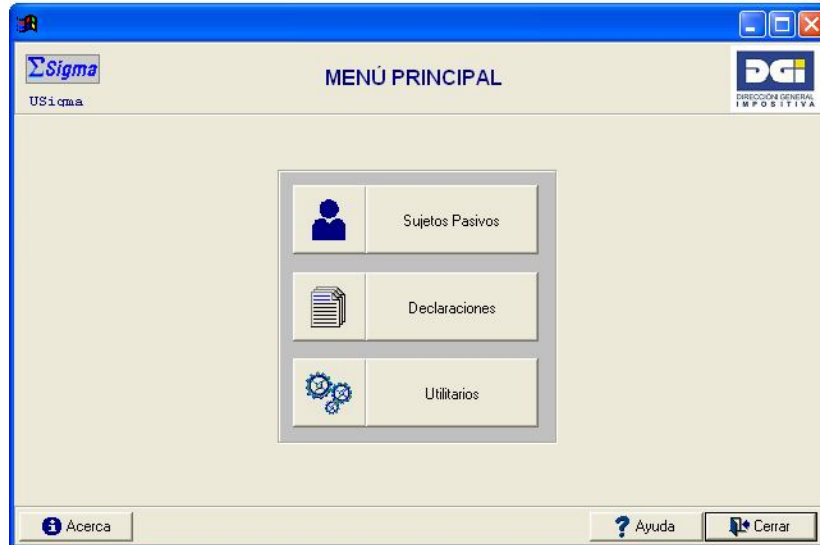 ΣSigma
USigma
MENÚ PRINCIPAL
DGi
DIRECCIÓN GENERAL
IMPOSITIVA
Sujetos Pasivos
Declaraciones
Utilitarios
Acerca
Ayuda
Cerrar